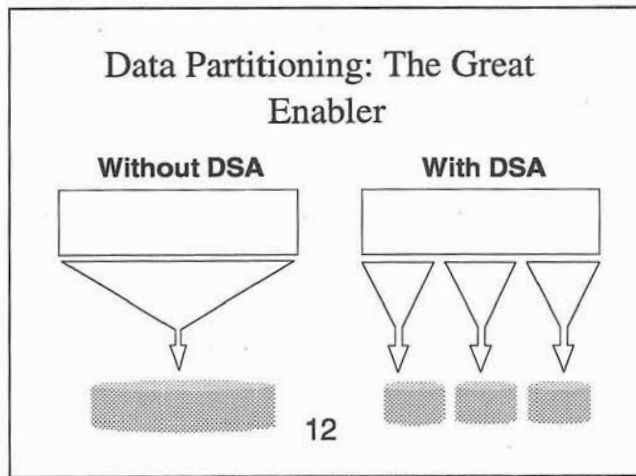 Data Partitioning: The Great
Enabler
Without DSA
With DSA
12